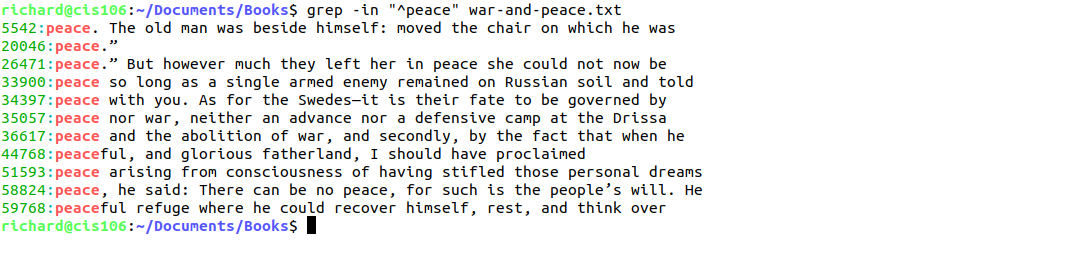 richard@cis106:~/Documents/Books$ grep -in "^peace" war-and-peace.txt
5542:peace. The old man was beside himself: moved the chair on which he was
20046:peace.”
26471:peace.” But however much they left her in peace she could not now be
33900:peace so long as a single armed enemy remained on Russian soil and told
34397:peace with you. As for the Swedes—it is their fate to be governed by
35057:peace nor war, neither an advance nor a defensive camp at the Drissa
36617:peace and the abolition of war, and secondly, by the fact that when he
44768:peaceful, and glorious fatherland, I should have proclaimed
51593:peace arising from consciousness of having stifled those personal dreams
58824:peace, he said: There can be no peace, for such is the people’s will. He
59768:peaceful refuge where he could recover himself, rest, and think over
richard@cis106:~/Documents/Books$